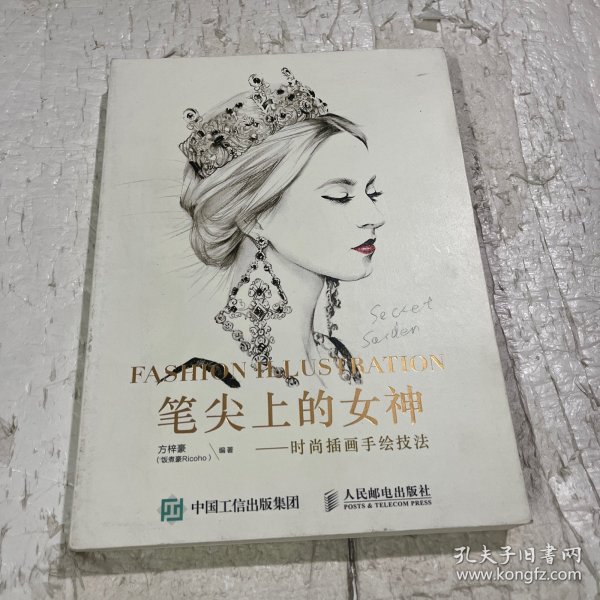 Secret
Garden
FASHION ILLUSTRATION
笔尖上的女神
——时尚插画手绘技法
方梓豪
（饭煮豪Ricoho）
编著
中国工信出版集团
人民邮电出版社
POSTS & TELECOM PRESS
孔夫子旧书网
www.kongfz.com